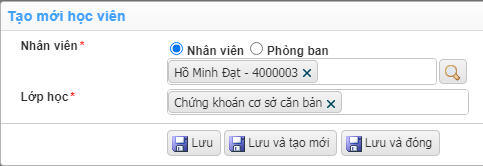 Tạo mới học viên
Nhân viên* Nhân viên Phòng ban
Hồ Minh Đạt - 4000003 ×
Lớp học* Chứng khoán cơ sở căn bản ×
Lưu Lưu và tạo mới Lưu và đóng